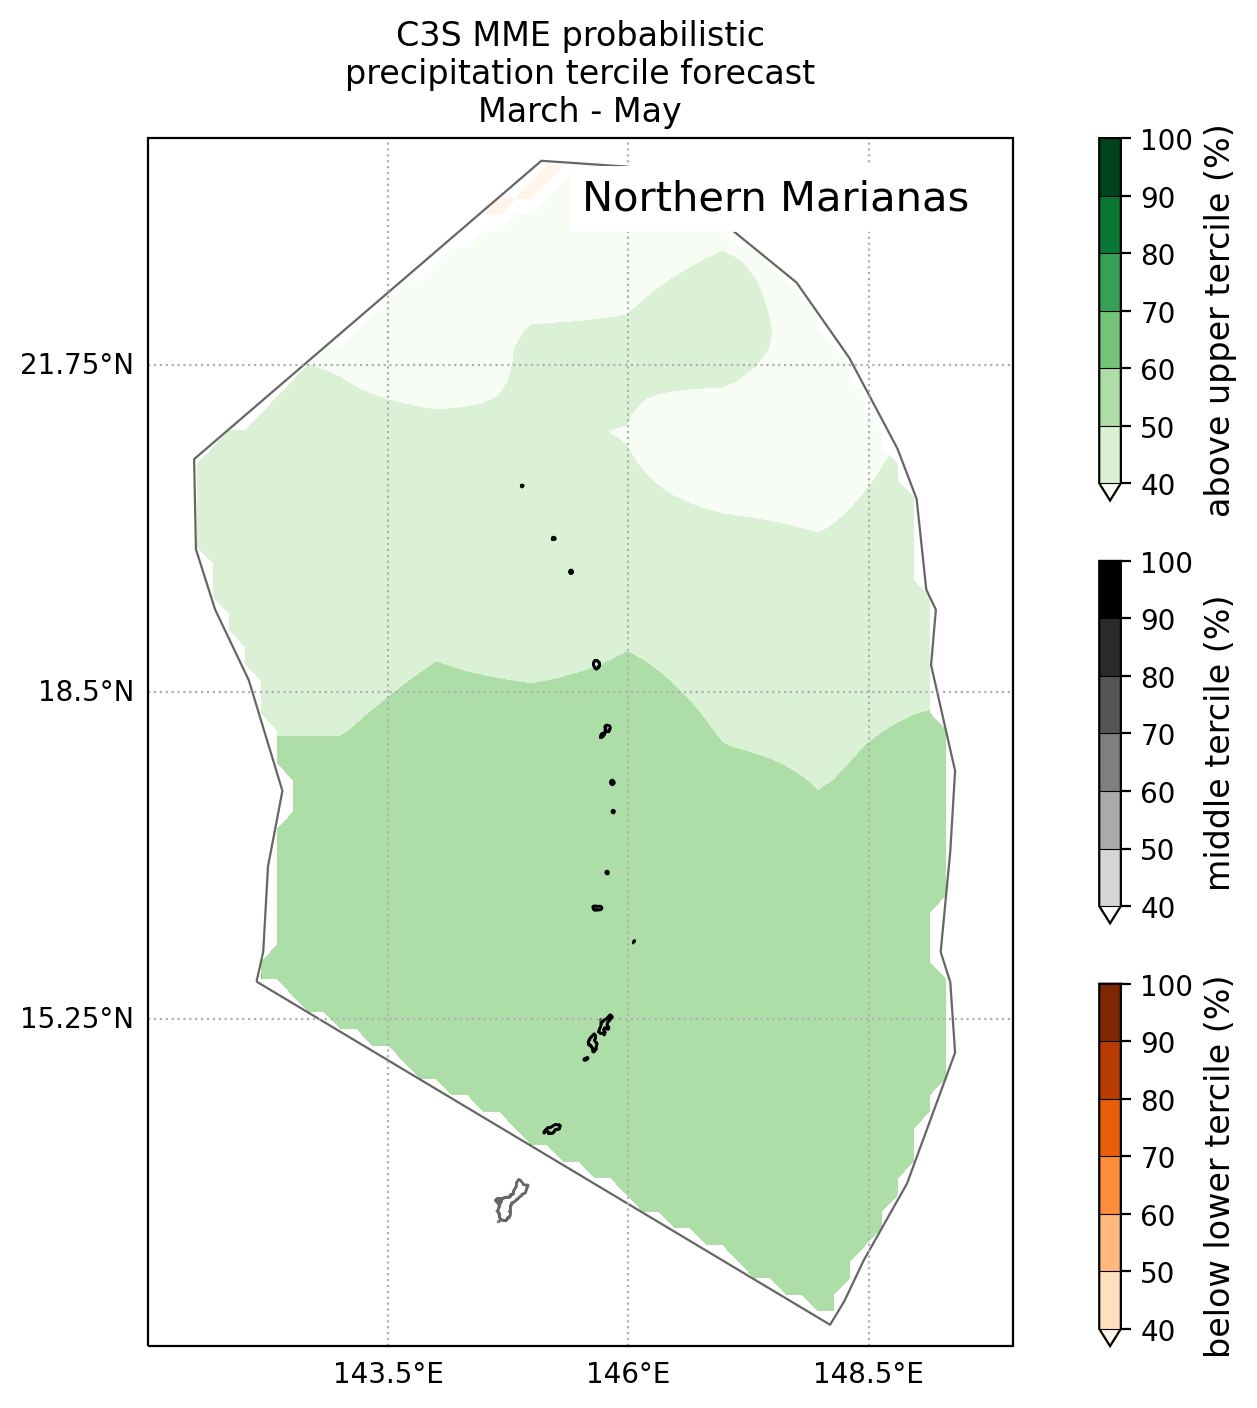 C3S MME probabilistic
precipitation tercile forecast
March - May
Northern Marianas
21.75°N
18.5°N
15.25°N
143.5°E
146°E
148.5°E
100
90
80
70
60
50
40
above upper tercile (%)
100
90
80
70
60
50
40
middle tercile (%)
100
90
80
70
60
50
40
below lower tercile (%)